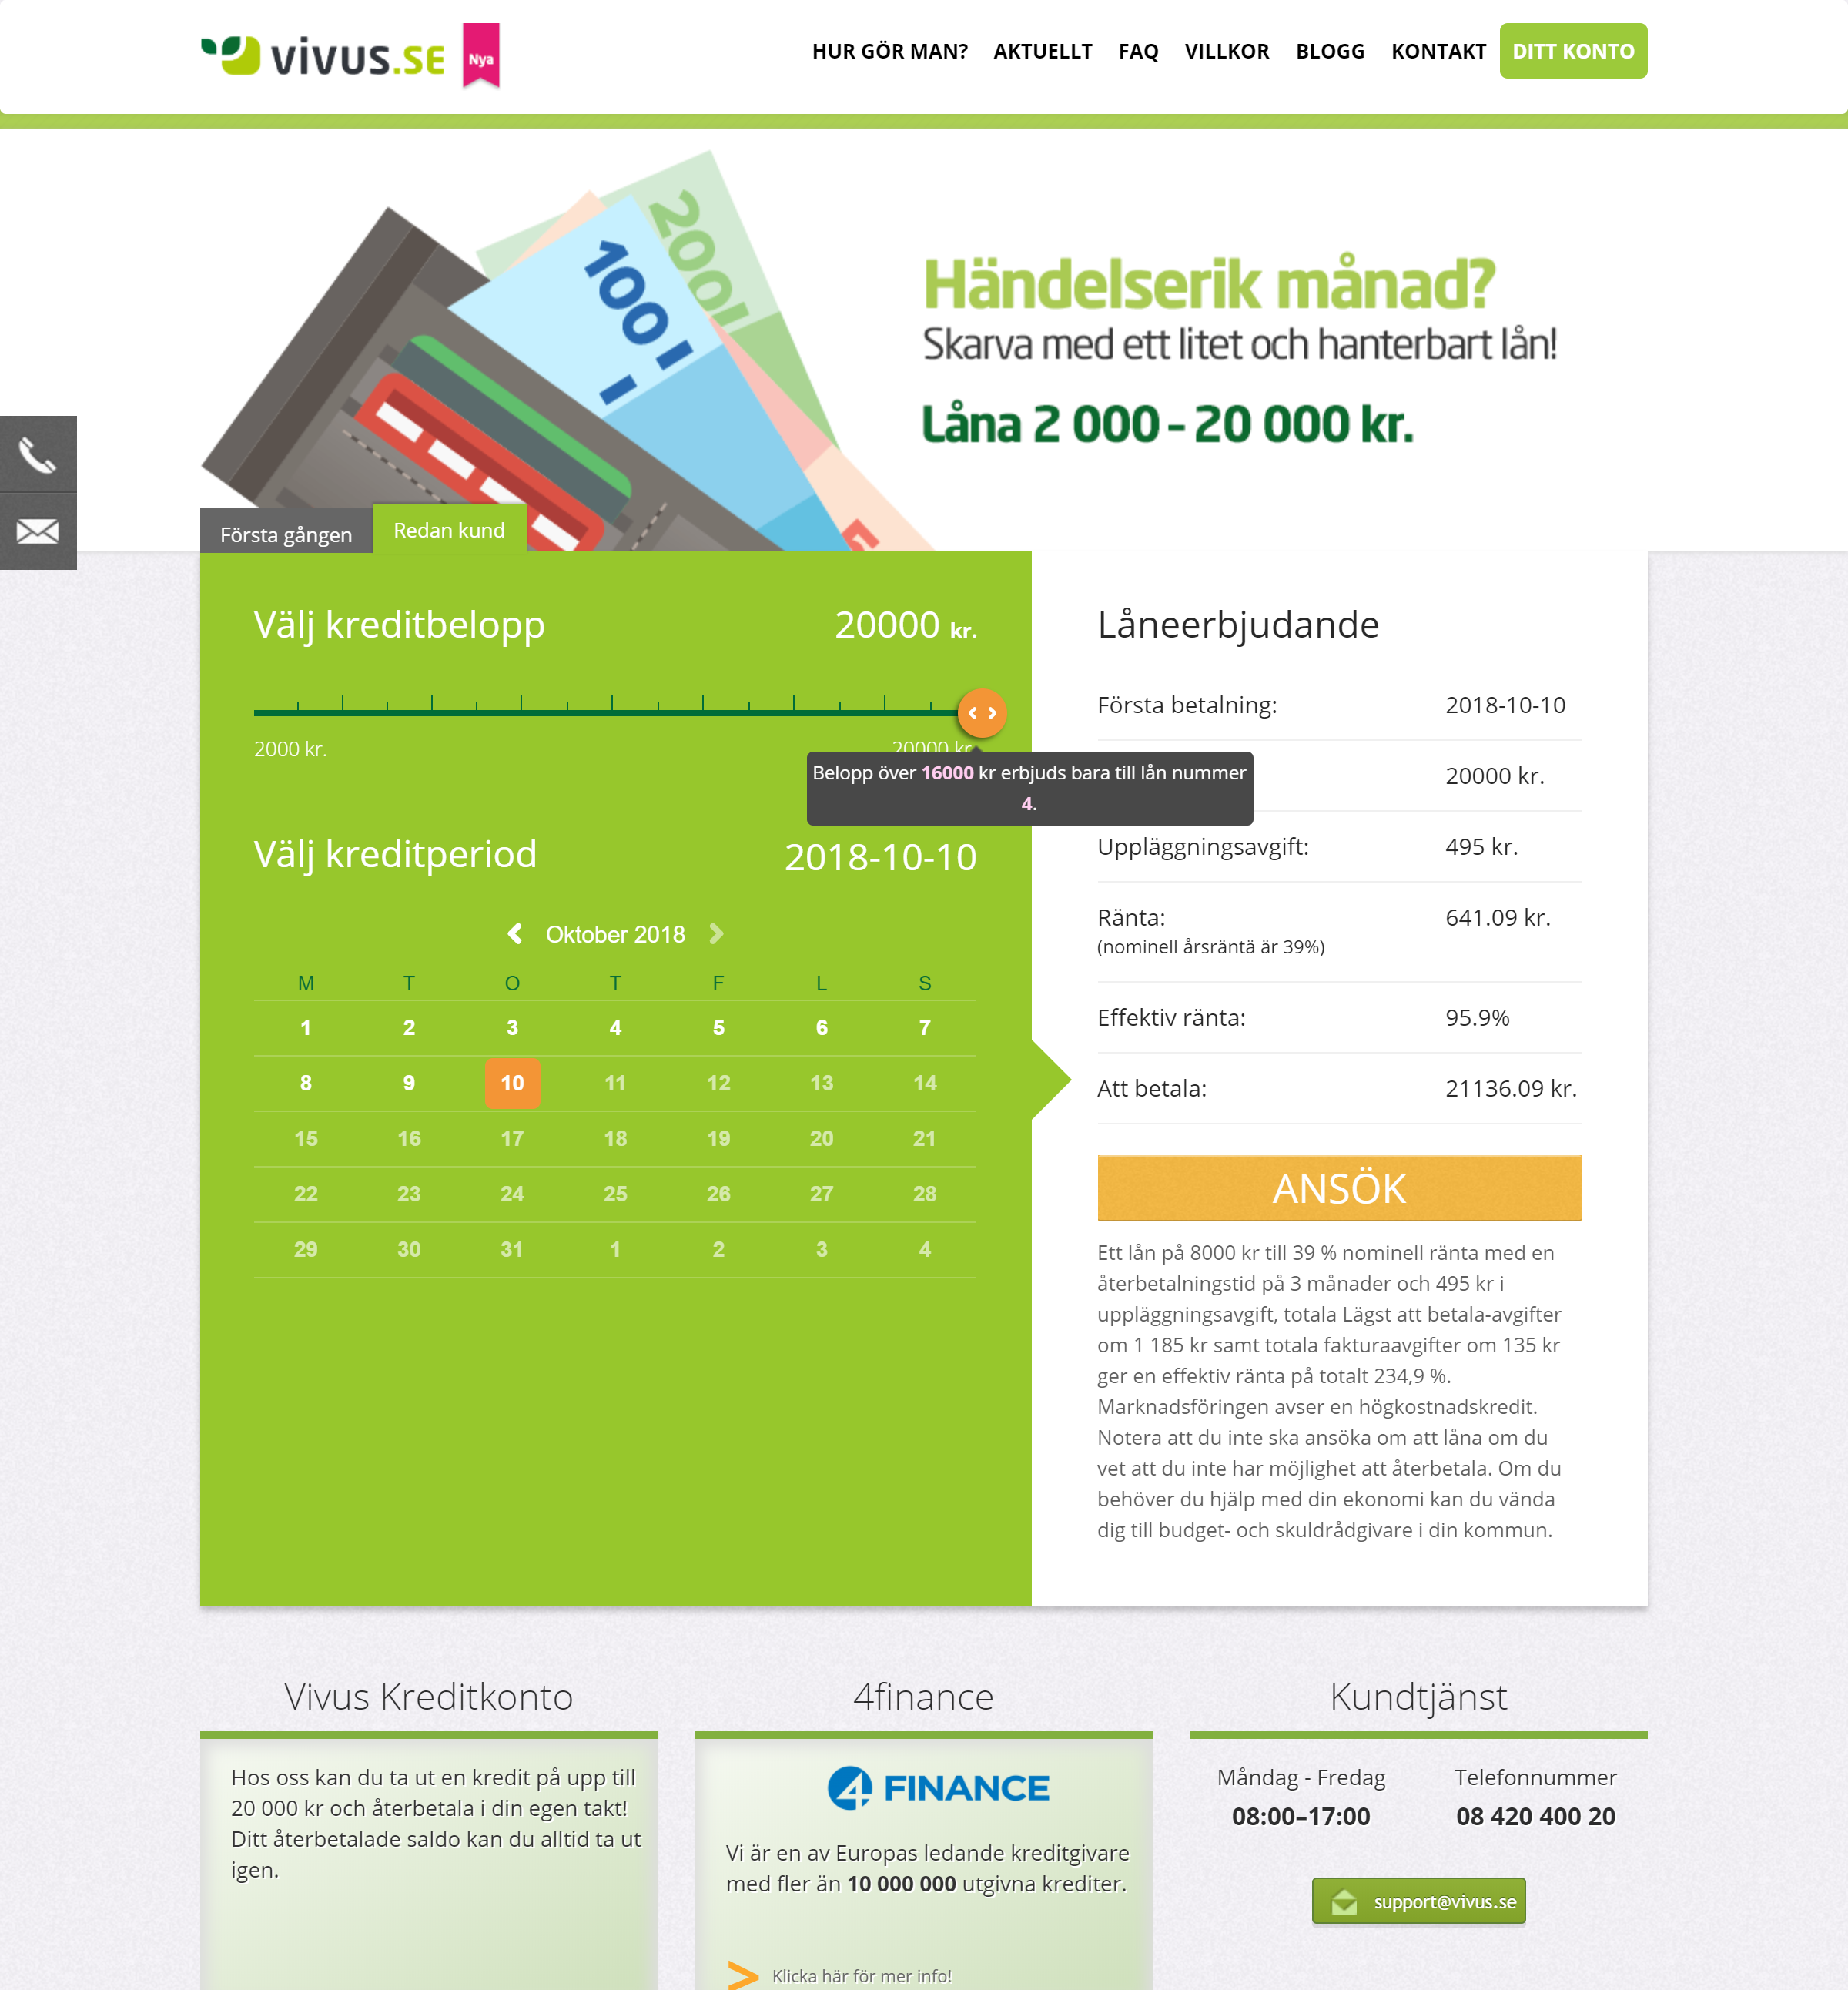 vivus.SE
Nya
HUR GÖR MAN?
AKTUELLT
FAQ
VILLKOR
BLOGG
KONTAKT
DITT KONTO
200
100
Händelserik månad?
Skarva med ett litet och hanterbart lån!
Låna 2 000 – 20 000 kr.
Första gången
Redan kund
Välj kreditbelopp
20000 kr.
2000 kr.
20000 kr.
Belopp över 16000 kr erbjuds bara till lån nummer
4.
Välj kreditperiod
2018-10-10
Oktober 2018
M T O T F L S
1 2 3 4 5 6 7
8 9 10 11 12 13 14
15 16 17 18 19 20 21
22 23 24 25 26 27 28
29 30 31 1 2 3 4
Låneerbjudande
Första betalning: 2018-10-10
20000 kr.
Uppläggningsavgift: 495 kr.
Ränta: 641.09 kr.
(nominell årsräntä är 39%)
Effektiv ränta: 95.9%
Att betala: 21136.09 kr.
ANSÖK
Ett lån på 8000 kr till 39 % nominell ränta med en
återbetalningstid på 3 månader och 495 kr i
uppläggningsavgift, totala Lägst att betala-avgifter
om 1 185 kr samt totala fakturaavgifter om 135 kr
ger en effektiv ränta på totalt 234,9 %.
Marknadsföringen avser en högkostnadskredit.
Notera att du inte ska ansöka om att låna om du
vet att du inte har möjlighet att återbetala. Om du
behöver du hjälp med din ekonomi kan du vända
dig till budget- och skuldrådgivare i din kommun.
Vivus Kreditkonto
Hos oss kan du ta ut en kredit på upp till
20 000 kr och återbetala i din egen takt!
Ditt återbetalade saldo kan du alltid ta ut
igen.
4finance
4 FINANCE
Vi är en av Europas ledande kreditgivare
med fler än 10 000 000 utgivna krediter.
Klicka här för mer info!
Kundtjänst
Måndag - Fredag
08:00–17:00
Telefonnummer
08 420 400 20
support@vivus.se